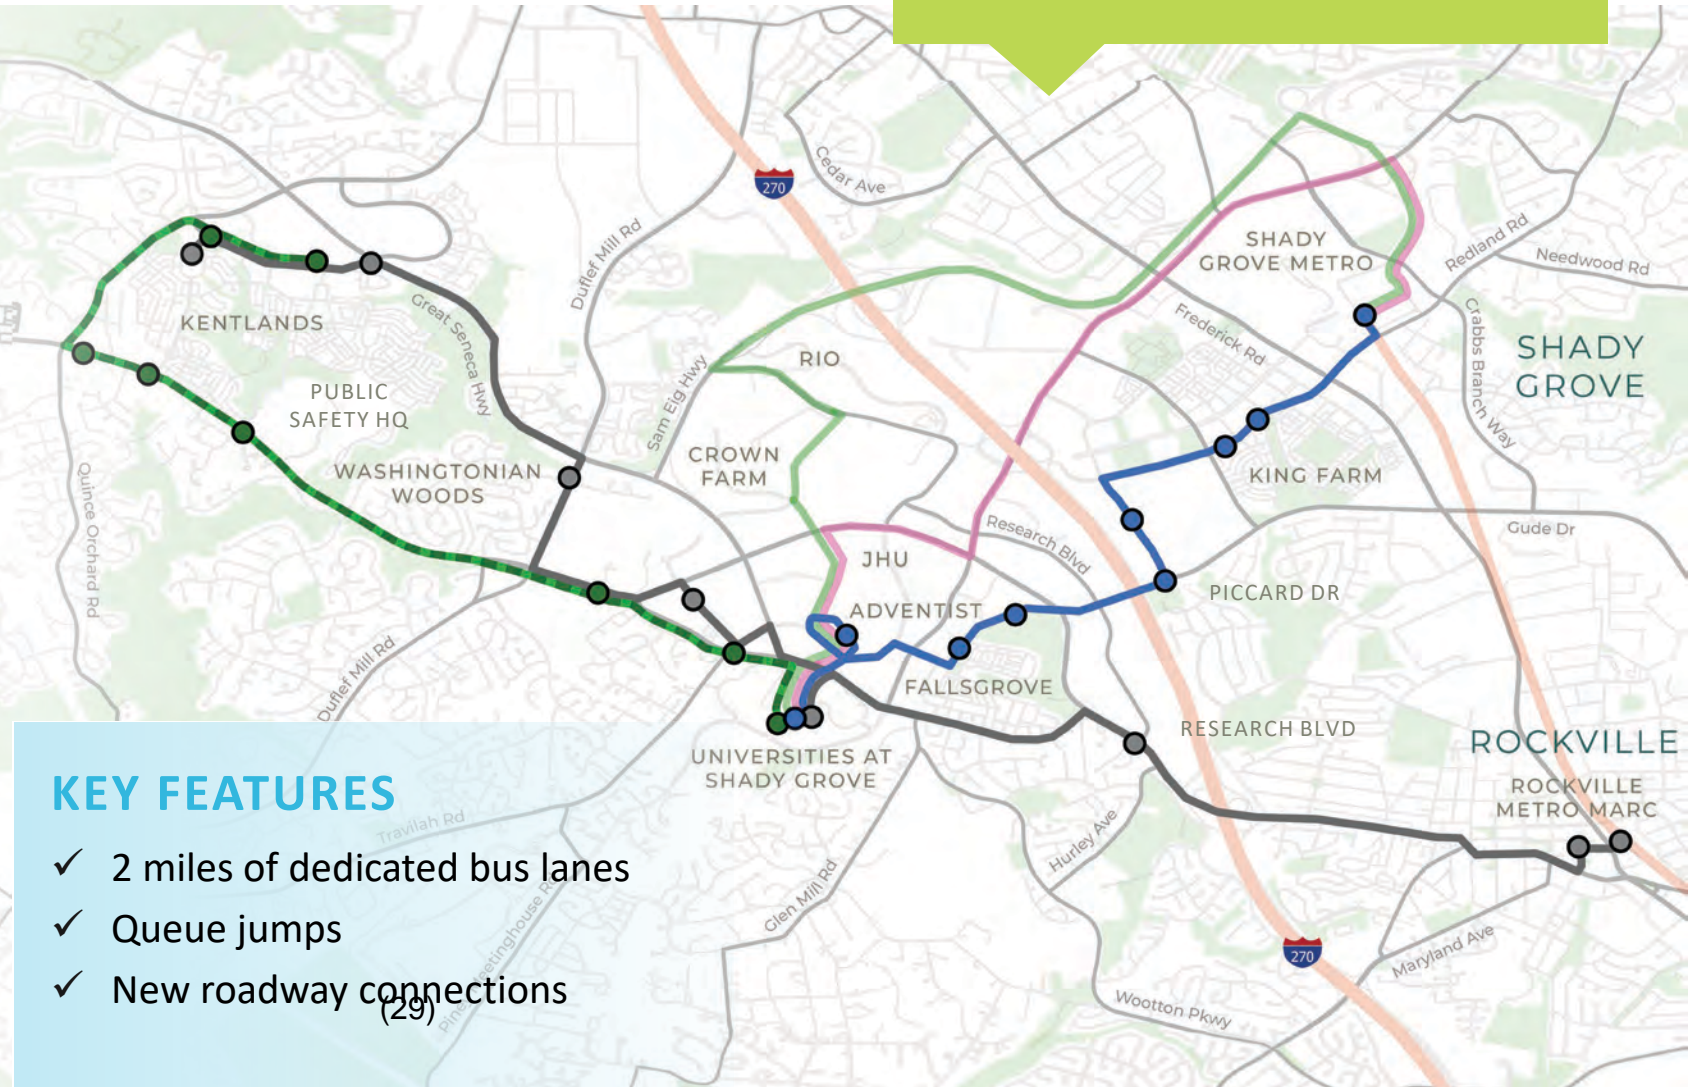 270
Cedar Ave
Duflef Mill Rd
SHADY
GROVE METRO
Redland Rd
Needwood Rd
KENTLANDS
Great Seneca Hwy
Frederick Rd
Crabbs Branch Way
SHADY
GROVE
RIO
PUBLIC
SAFETY HQ
Sam Eig Hwy
CROWN
FARM
WASHINGTONIAN
WOODS
KING FARM
Quince Orchard Rd
Research Blvd
Gude Dr
JHU
PICCARD DR
ADVENTIST
Duflef Mill Rd
FALLSGROVE
RESEARCH BLVD
UNIVERSITIES AT
SHADY GROVE
ROCKVILLE
ROCKVILLE
METRO MARC
KEY FEATURES
Travilah Rd
Hurley Ave
✓ 2 miles of dedicated bus lanes
Glen Mill Rd
✓ Queue jumps
Maryland Ave
270
✓ New roadway connections
(29)
Wootton Pkwy